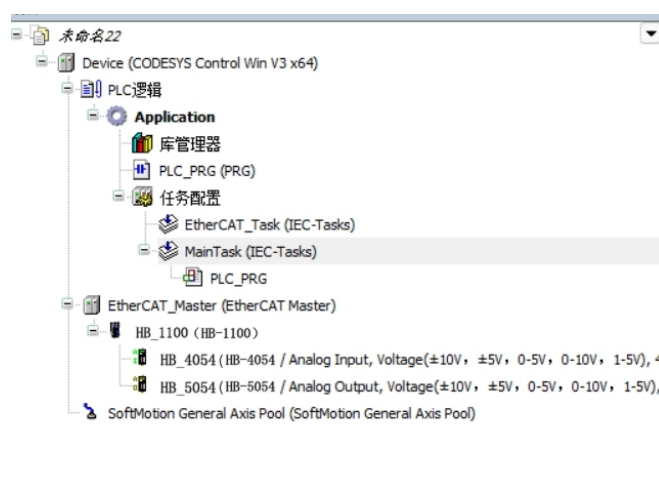 未命名22
Device (CODESYS Control Win V3 x64)
PLC逻辑
Application
库管理器
PLC_PRG (PRG)
任务配置
EtherCAT_Task (IEC-Tasks)
MainTask (IEC-Tasks)
PLC_PRG
EtherCAT_Master (EtherCAT Master)
HB_1100 (HB-1100)
HB_4054 (HB-4054 / Analog Input, Voltage(±10V, ±5V, 0-5V, 0-10V, 1-5V), 4
HB_5054 (HB-5054 / Analog Output, Voltage(±10V, ±5V, 0-5V, 0-10V, 1-5V),
SoftMotion General Axis Pool (SoftMotion General Axis Pool)